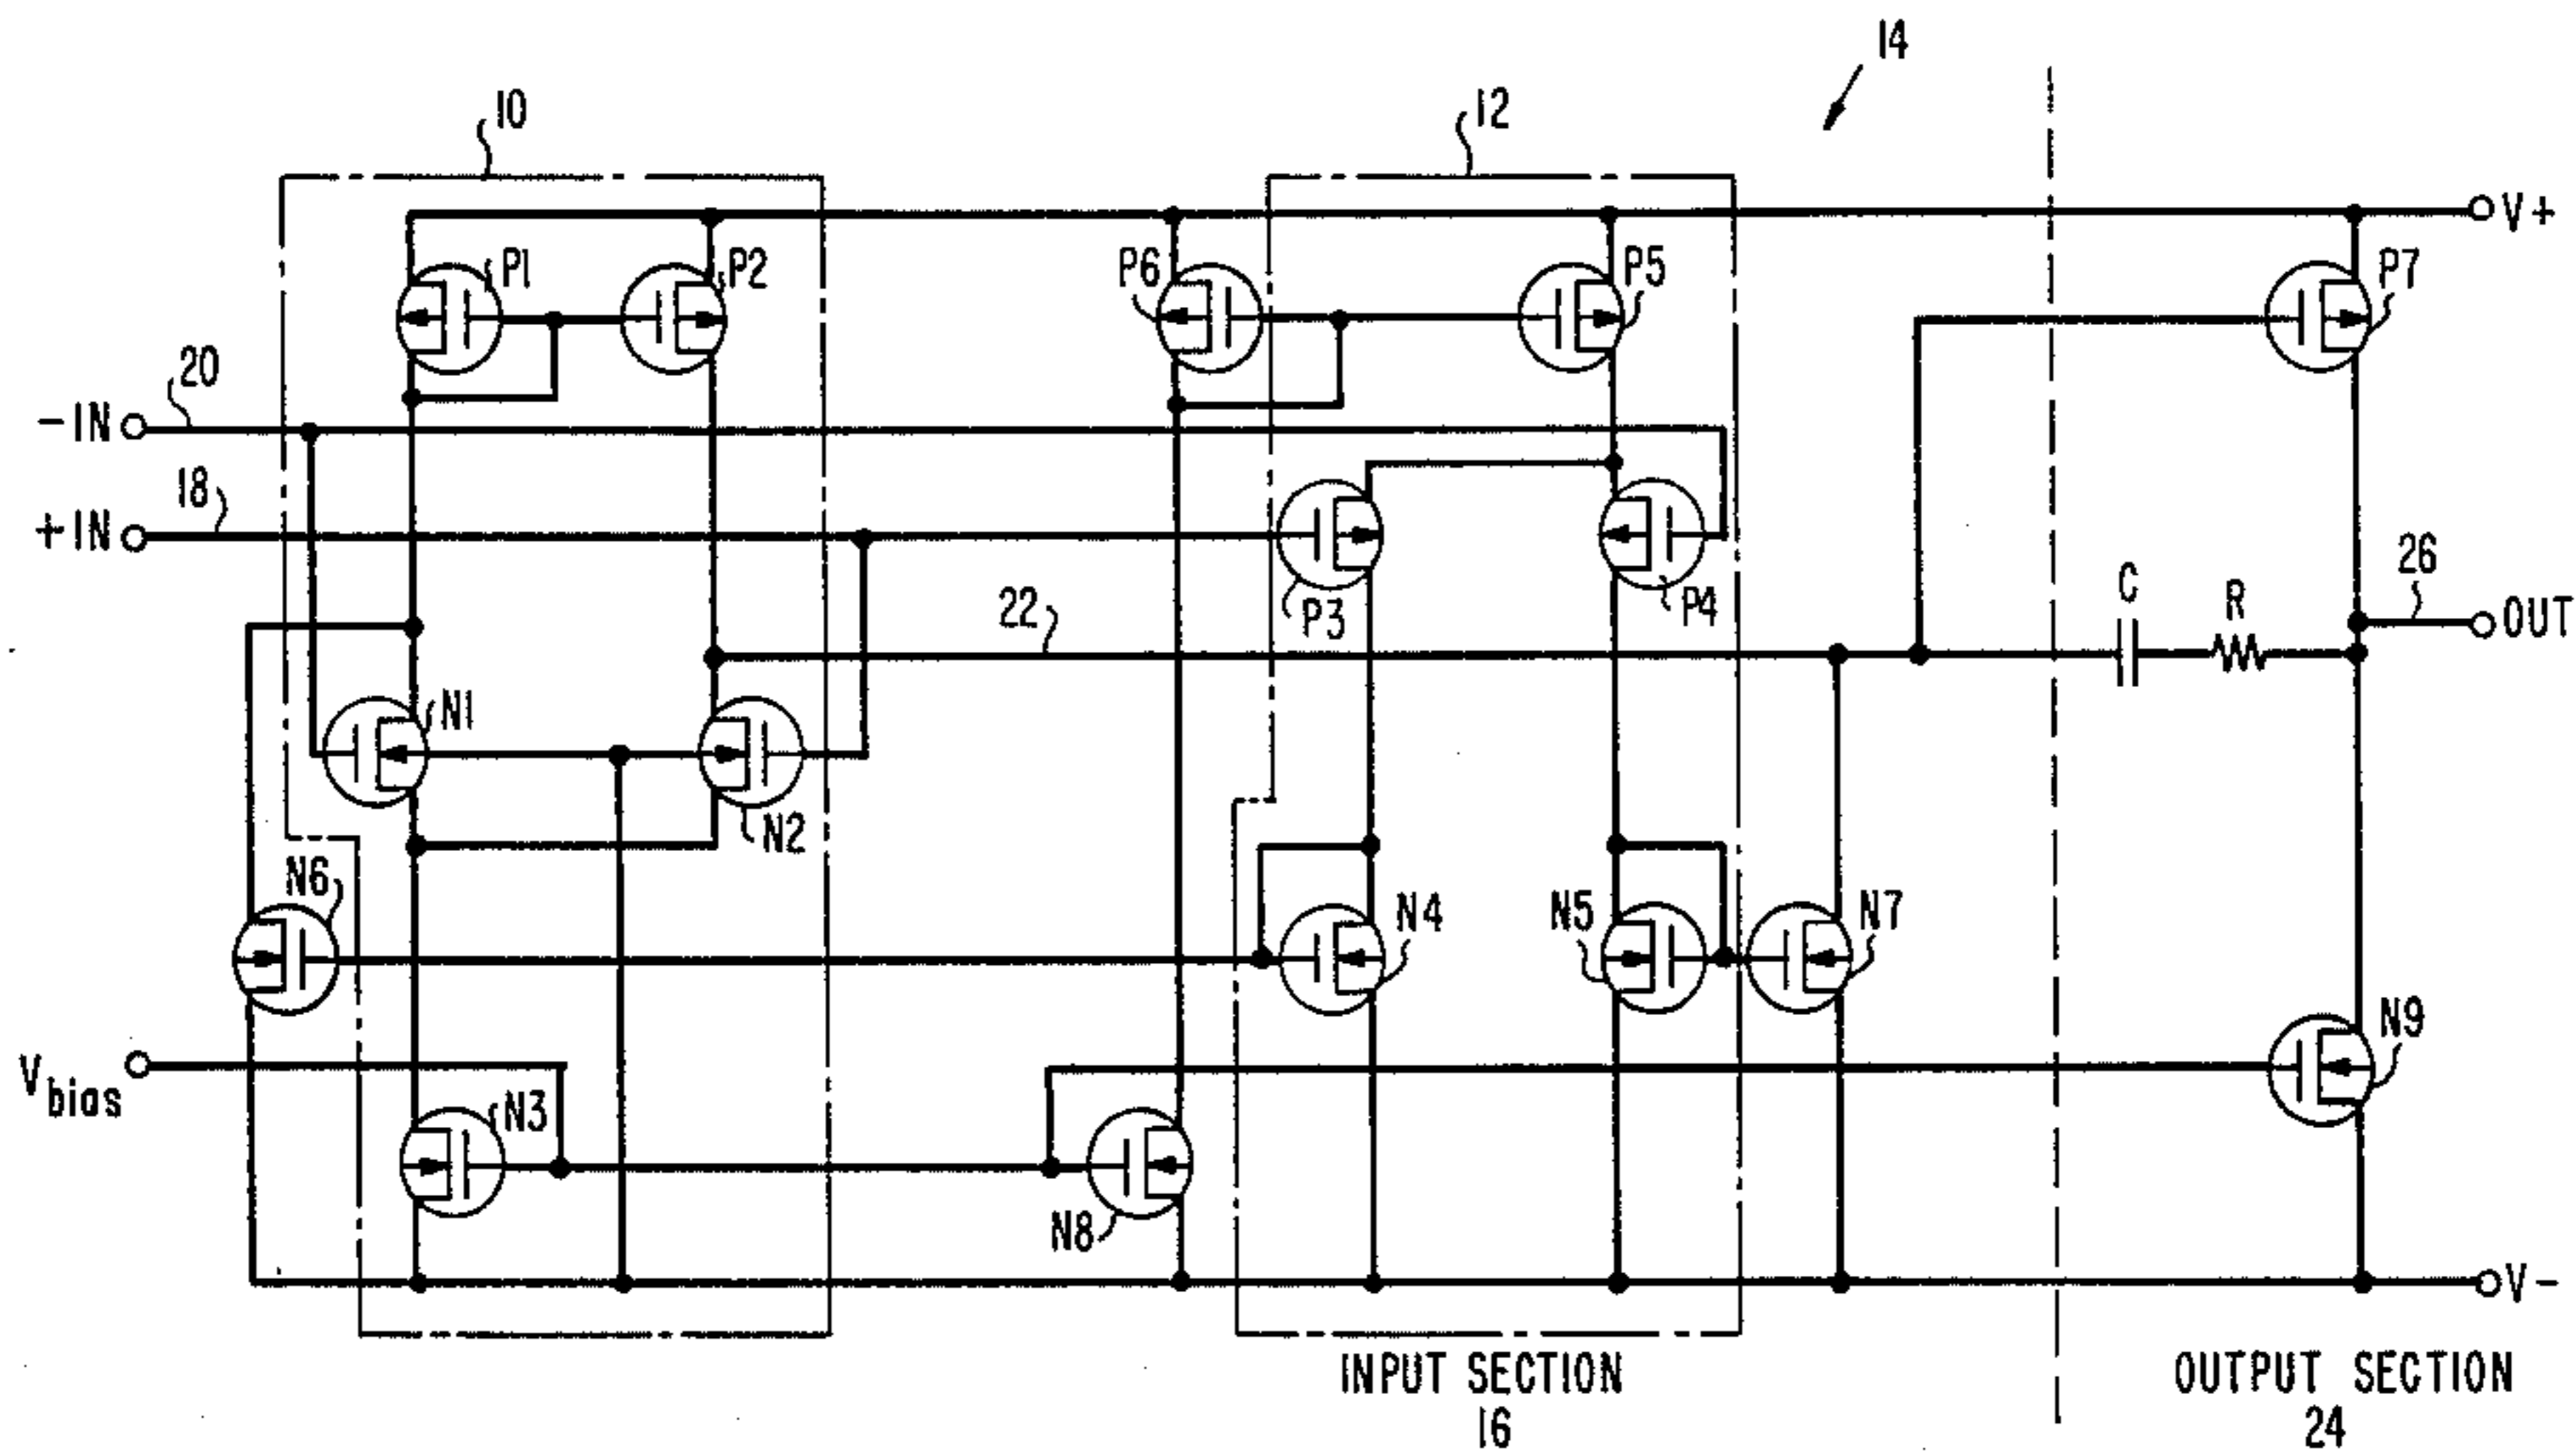 14
10
12
V+
P1
P2
P6
P5
P7
20
-IN
18
+IN
26
C
R
OUT
22
P3
P4
N1
N2
N6
N4
N5
N7
N9
Vbias
N3
N8
V-
INPUT SECTION
16
OUTPUT SECTION
24